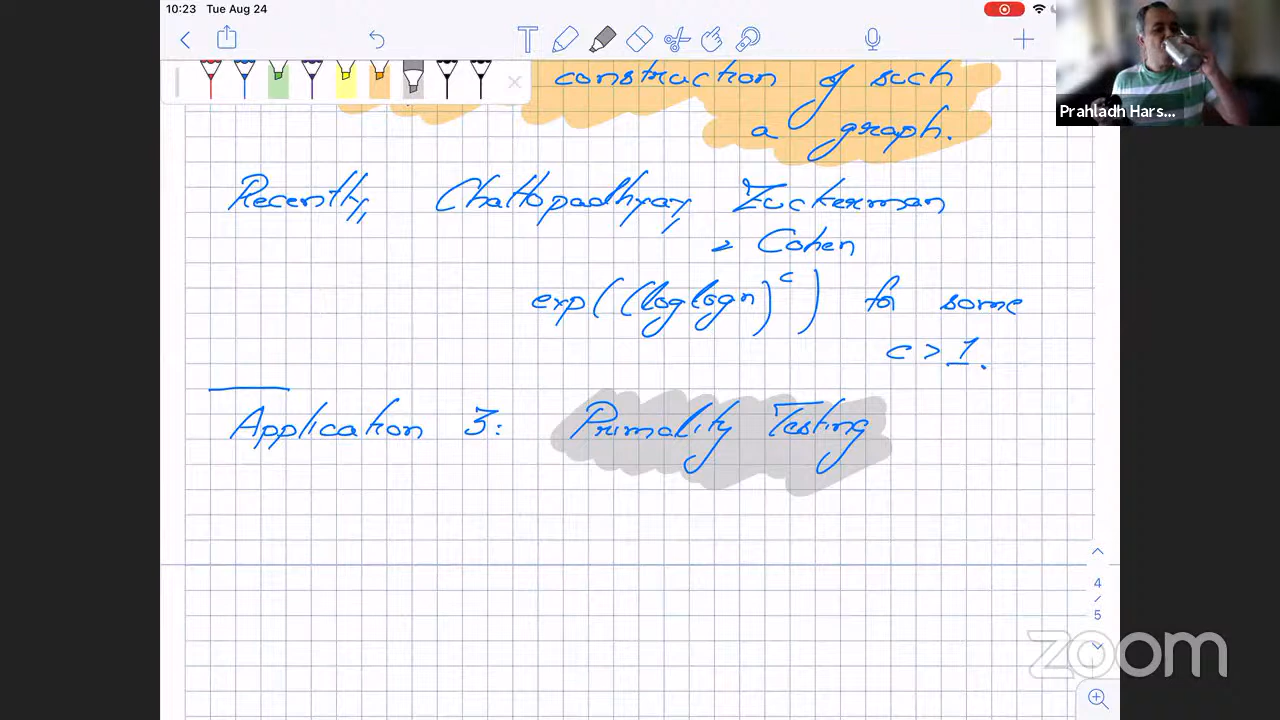 10:23 Tue Aug 24
construction of such
a graph.
Recently, Chattopadhyay, Zuckerman
& Cohen
exp((loglogn)^c) for some
c > 1.
Application 3: Primality Testing
Prahladh Hars...
4
/
5
zoom